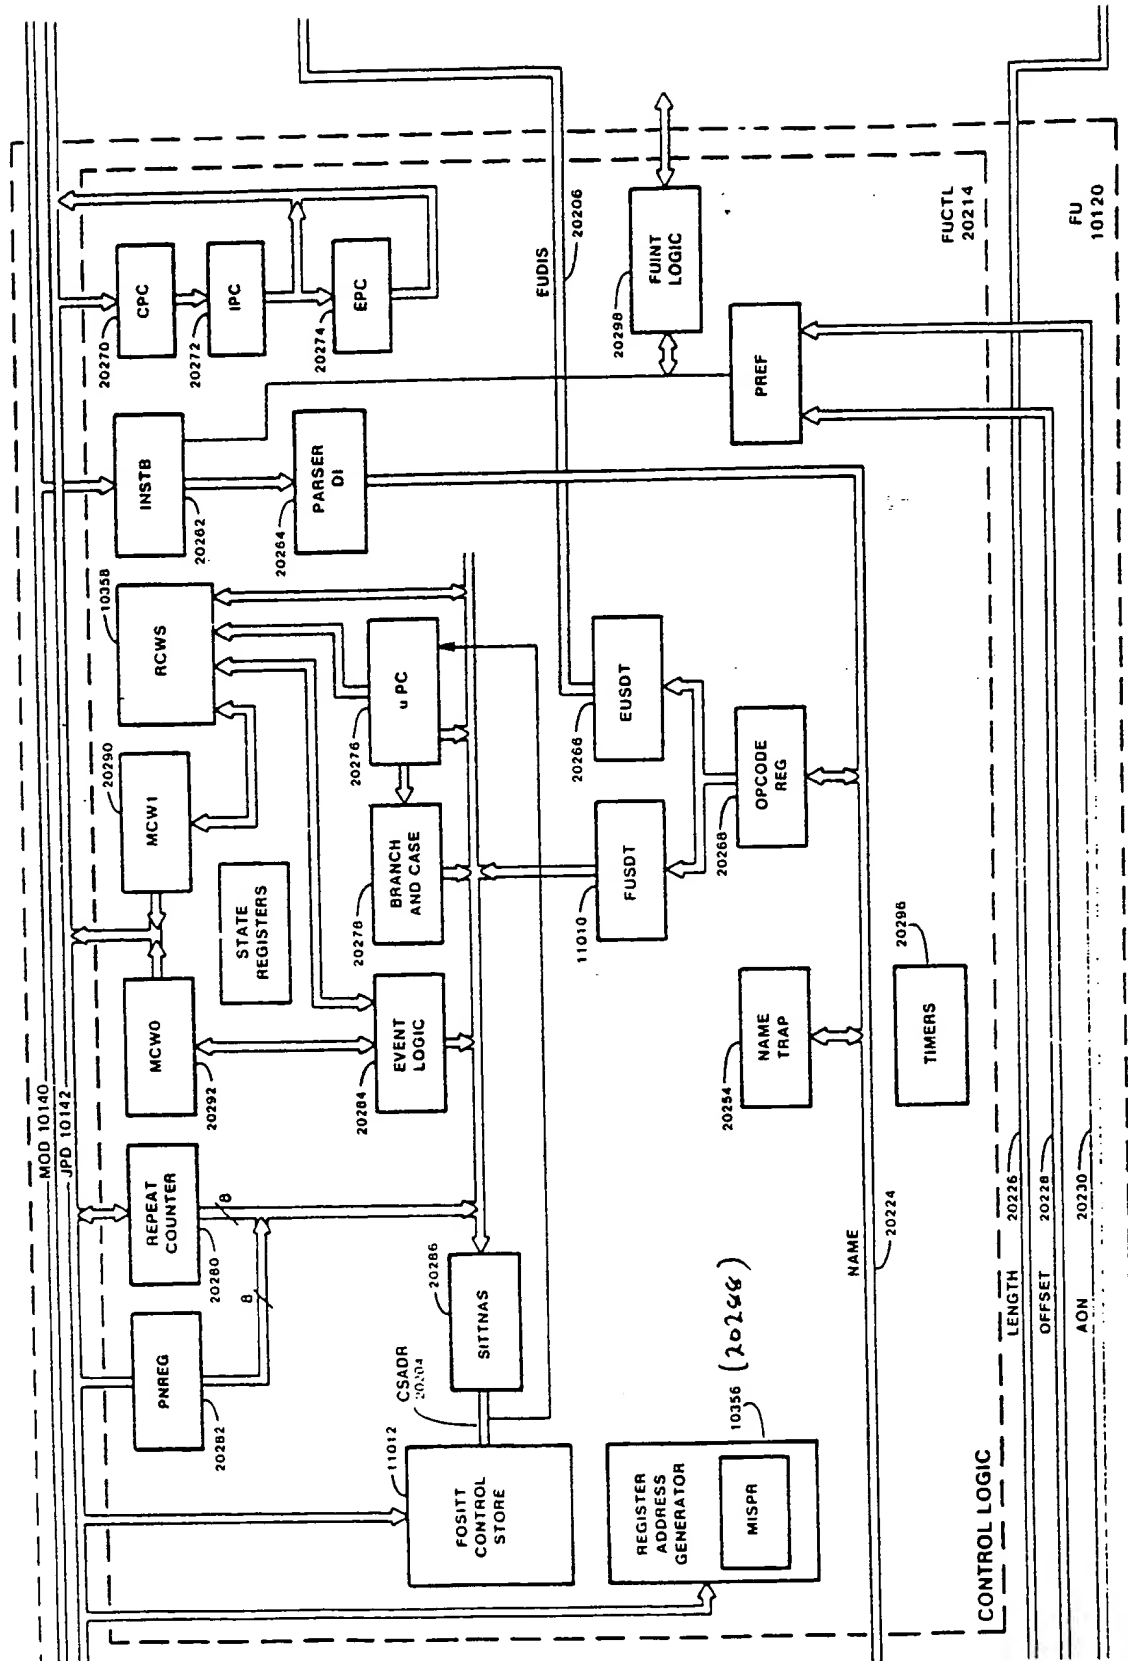 MOD 10140
JPD 10142
CPC
20270
IPC
20272
EPC
20274
EUDIS
20206
FUINT
LOGIC
20298
PREF
FUCTL
20214
FU
10120
INSTB
20262
PARSER
DI
20264
RCWS
10358
MCW1
20290
MCW0
20292
STATE
REGISTERS
u PC
20276
BRANCH
AND CASE
20278
EVENT
LOGIC
20284
EUSDT
20266
FUSDT
11010
OPCODE
REG
20268
NAME
TRAP
20254
TIMERS
20296
REPEAT
COUNTER
20280
8
PNREG
20282
8
SITTNAS
20286
CSADR
20204
FOSITT
CONTROL
STORE
11012
REGISTER
ADDRESS
GENERATOR
MISPR
10356 (20288)
NAME
20224
LENGTH
20226
OFFSET
20228
AON
20230
CONTROL LOGIC